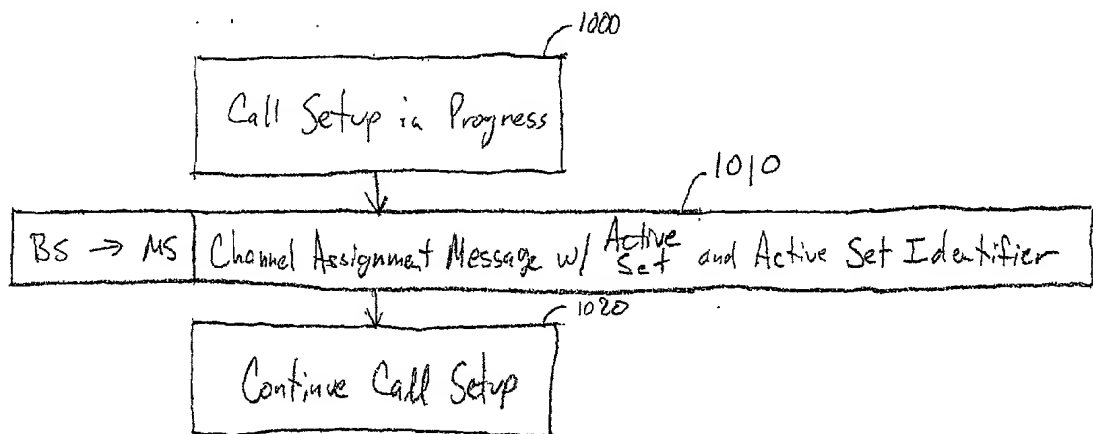 1000
Call Setup in Progress
1010
BS → MS Channel Assignment Message w/ Active Set and Active Set Identifier
1020
Continue Call Setup